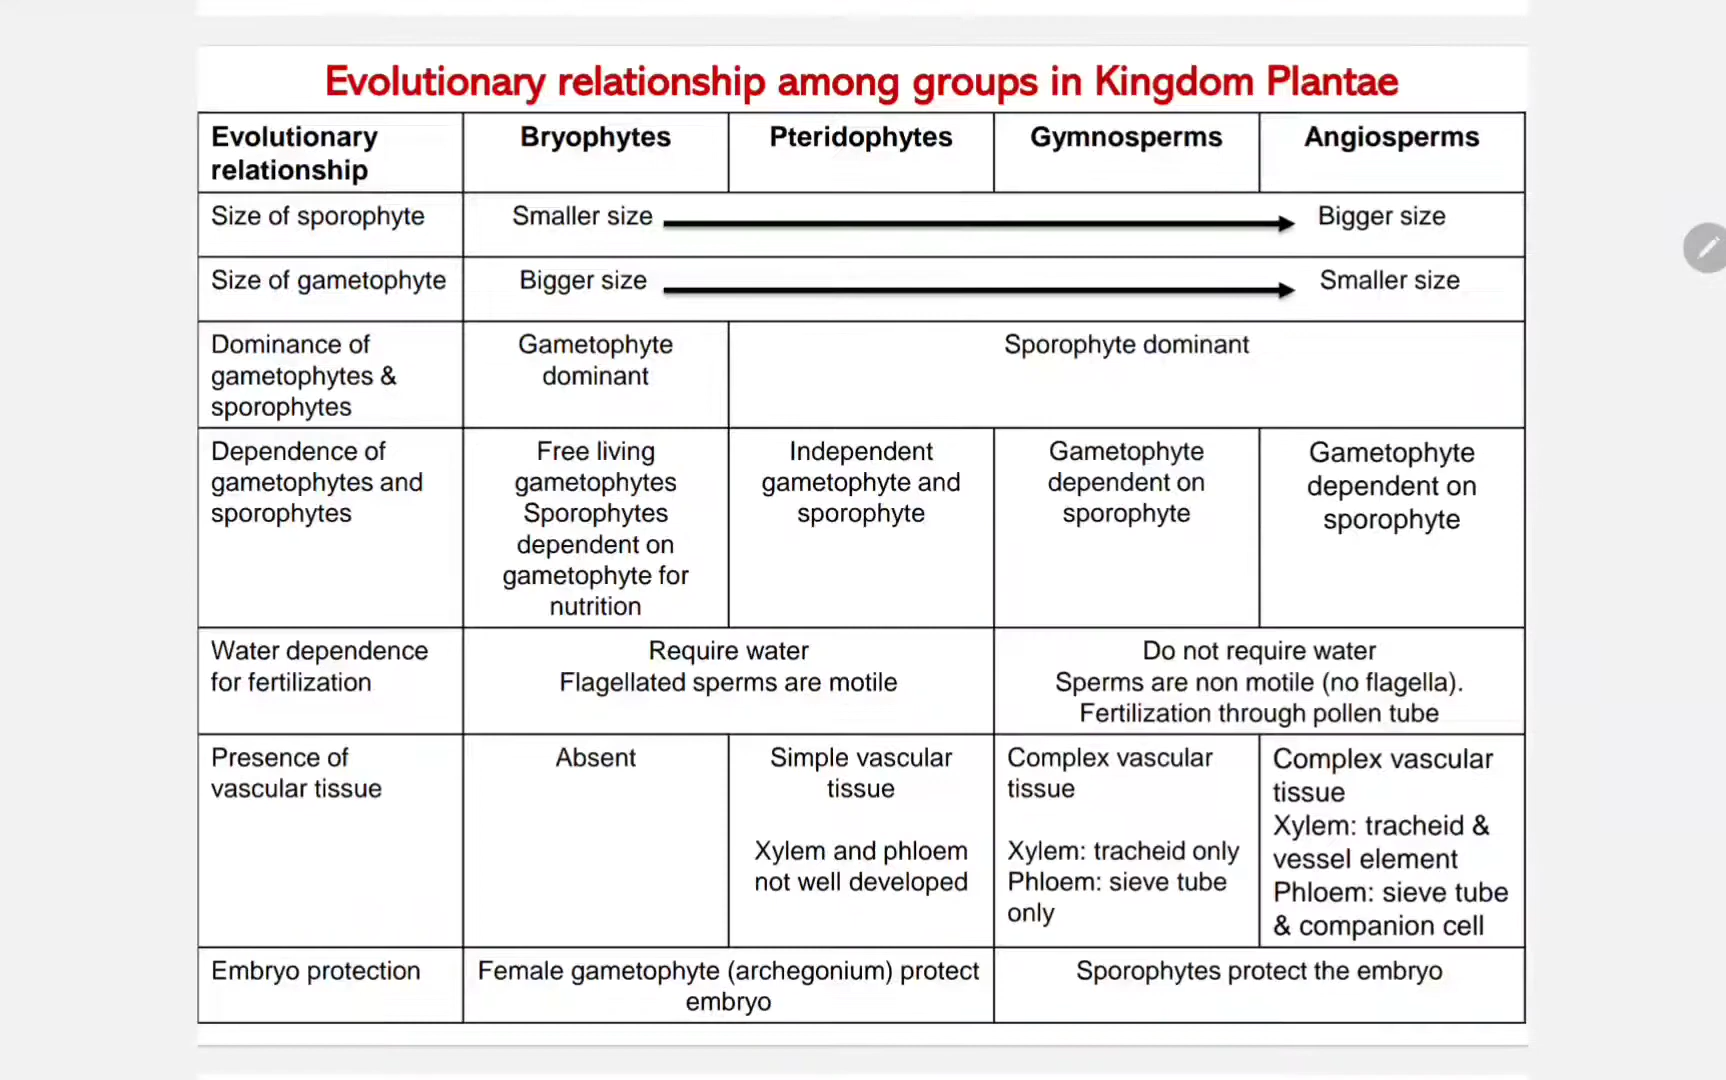 Evolutionary relationship among groups in Kingdom Plantae
Evolutionary
relationship
Bryophytes
Pteridophytes
Gymnosperms
Angiosperms
Size of sporophyte
Smaller size
Bigger size
Size of gametophyte
Bigger size
Smaller size
Dominance of
gametophytes &
sporophytes
Gametophyte
dominant
Sporophyte dominant
Dependence of
gametophytes and
sporophytes
Free living
gametophytes
Sporophytes
dependent on
gametophyte for
nutrition
Independent
gametophyte and
sporophyte
Gametophyte
dependent on
sporophyte
Gametophyte
dependent on
sporophyte
Water dependence
for fertilization
Require water
Flagellated sperms are motile
Do not require water
Sperms are non motile (no flagella).
Fertilization through pollen tube
Presence of
vascular tissue
Absent
Simple vascular
tissue
Xylem and phloem
not well developed
Complex vascular
tissue
Xylem: tracheid only
Phloem: sieve tube
only
Complex vascular
tissue
Xylem: tracheid &
vessel element
Phloem: sieve tube
& companion cell
Embryo protection
Female gametophyte (archegonium) protect
embryo
Sporophytes protect the embryo